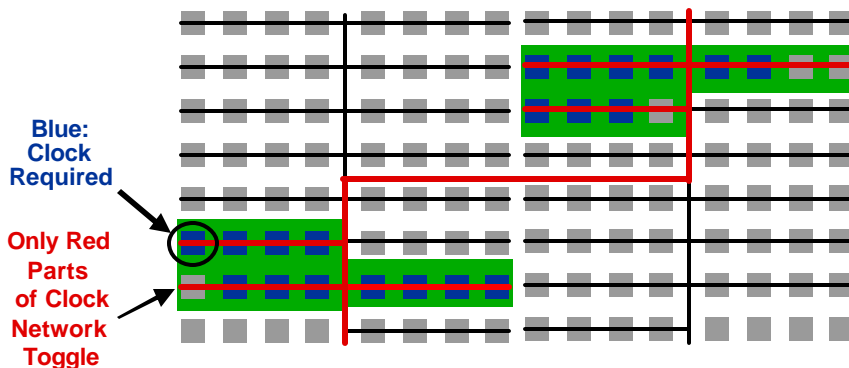 Blue:
Clock
Required
Only Red
Parts
of Clock
Network
Toggle